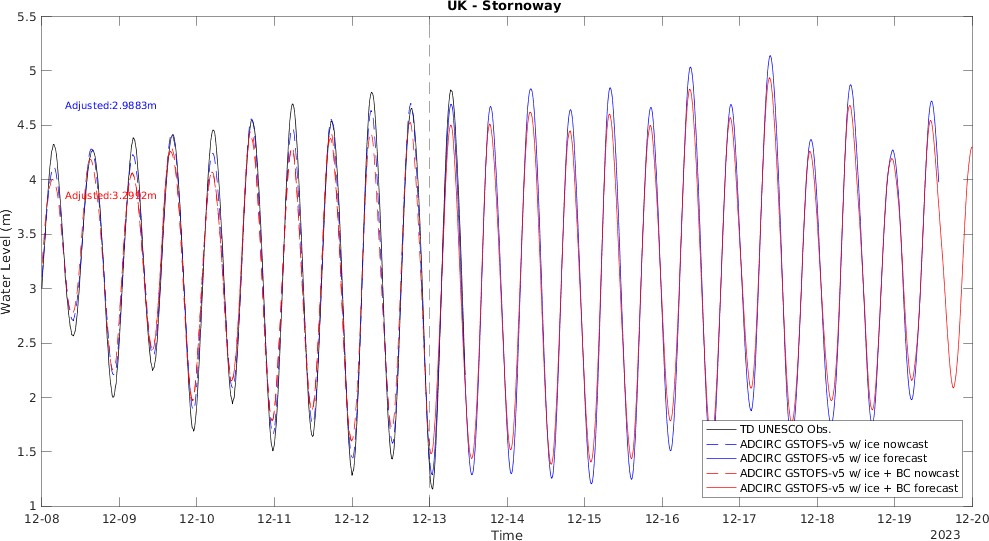 UK - Stornoway
5.5
5
4.5
4
3.5
3
2.5
2
1.5
1
Water Level (m)
Adjusted:2.9883m
Adjusted:3.2912m
TD UNESCO Obs.
ADCIRC GSTOFS-v5 w/ ice nowcast
ADCIRC GSTOFS-v5 w/ ice forecast
ADCIRC GSTOFS-v5 w/ ice + BC nowcast
ADCIRC GSTOFS-v5 w/ ice + BC forecast
12-08 12-09 12-10 12-11 12-12 12-13 12-14 12-15 12-16 12-17 12-18 12-19 12-20
Time
2023